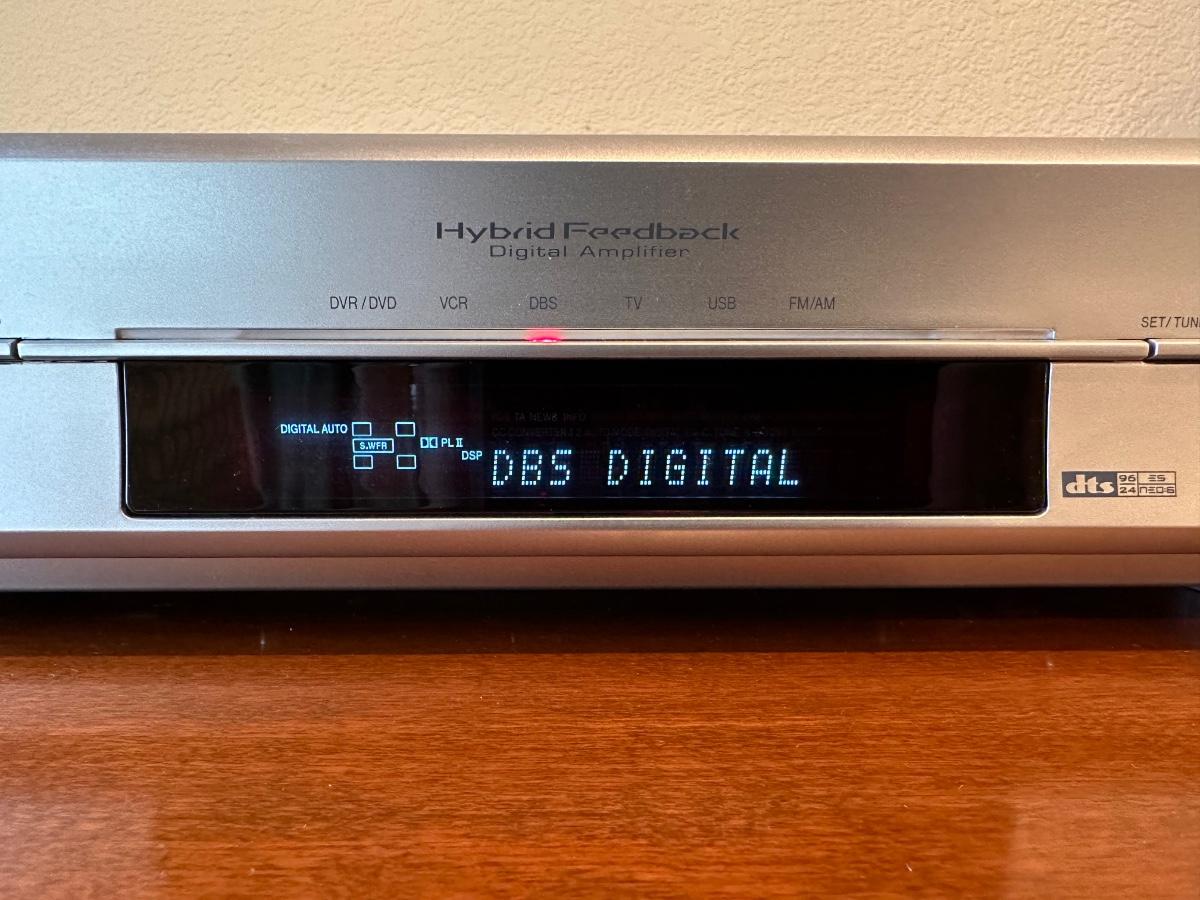 Hybrid Feedback
Digital Amplifier
DVR / DVD VCR DBS TV USB FM/AM
SET/TUN
DIGITAL AUTO
S.WFR
PL II
DSP
DBS DIGITAL
dts 96 24 ES NEO:6